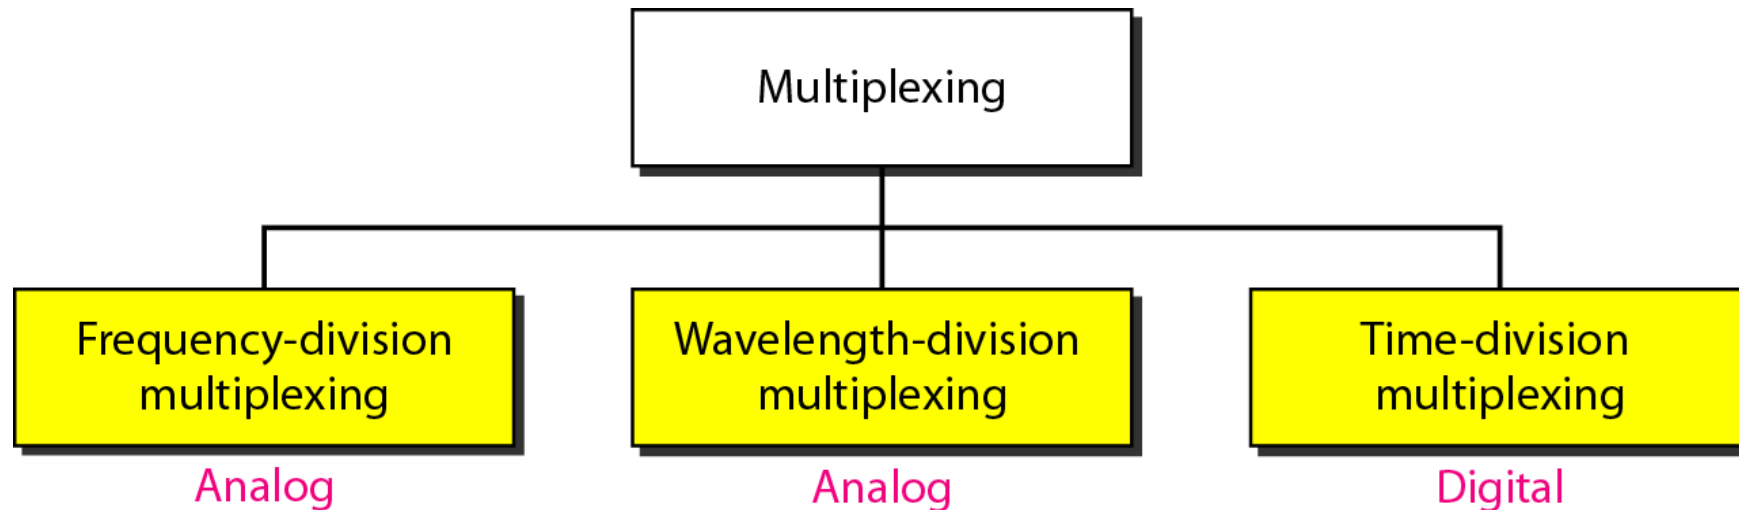 Multiplexing
Frequency-division
multiplexing
Wavelength-division
multiplexing
Time-division
multiplexing
Analog
Analog
Digital